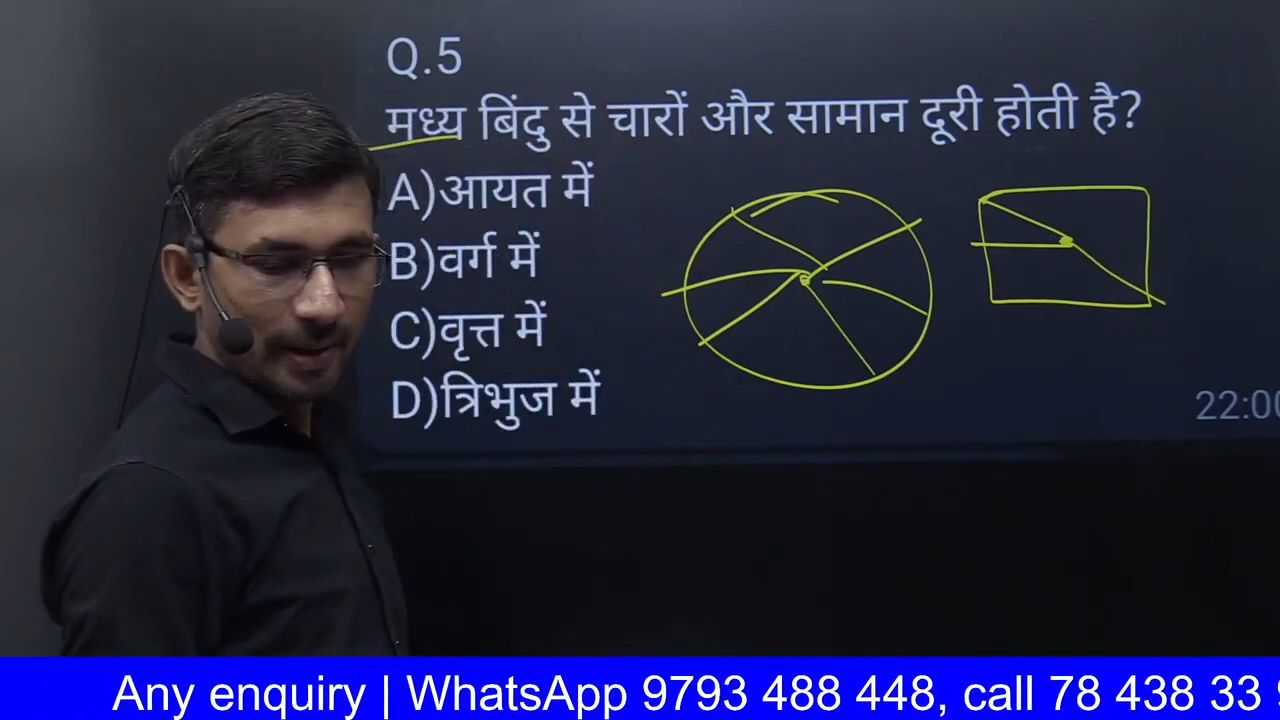 Q.5
मध्य बिंदु से चारों और सामान दूरी होती है?
A)आयत में
B)वर्ग में
C)वृत्त में
D)त्रिभुज में
22:00
Any enquiry | WhatsApp 9793 488 448, call 78 438 33